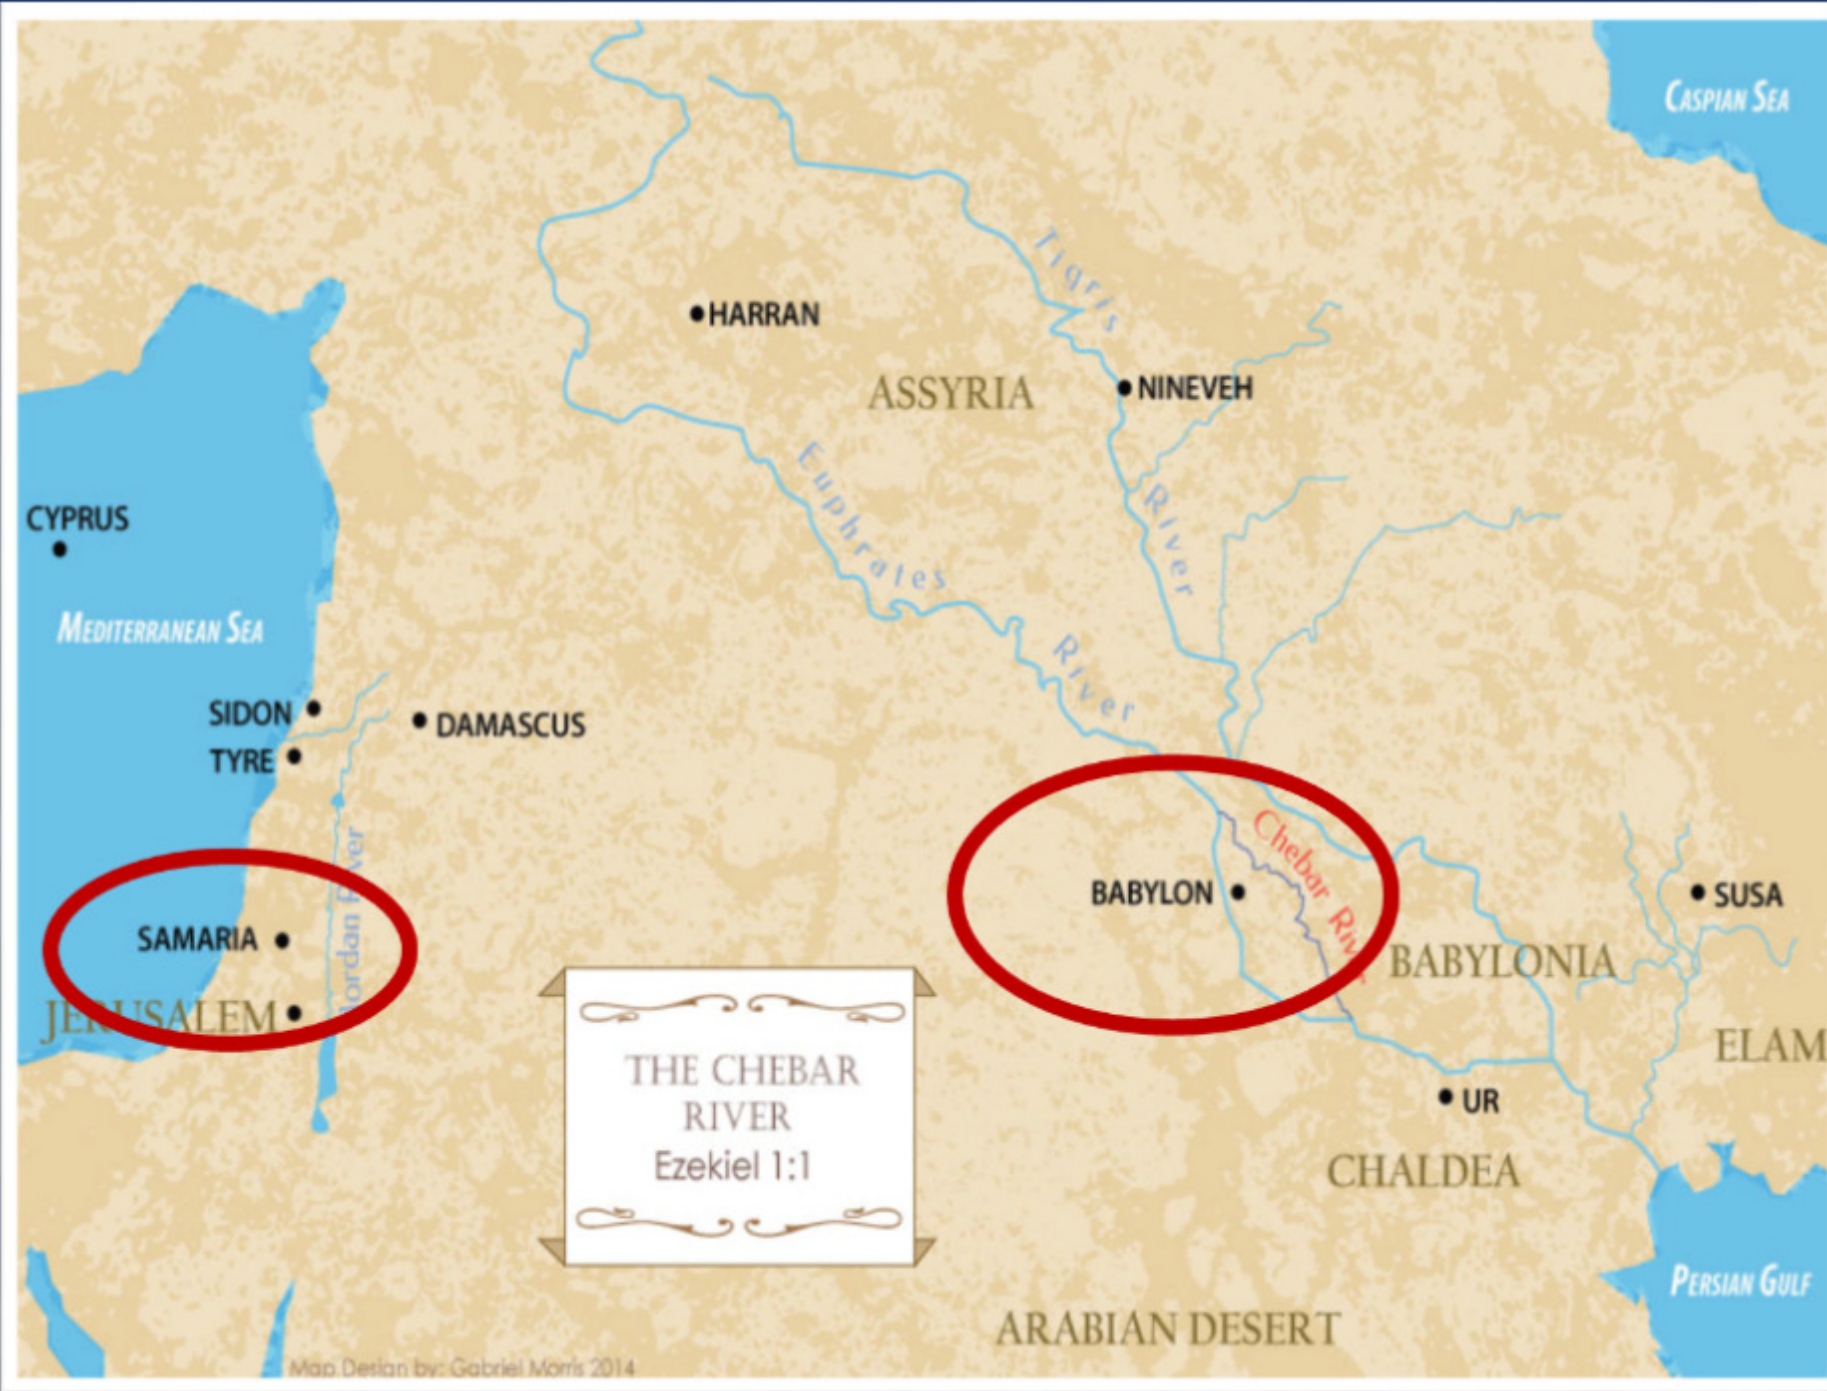 CASPIAN SEA
Tigris
River
HARRAN
ASSYRIA
NINEVEH
Euphrates
River
CYPRUS
MEDITERRANEAN SEA
SIDON
DAMASCUS
TYRE
Jordan River
SAMARIA
JERUSALEM
Chebar River
BABYLON
BABYLONIA
SUSA
ELAM
THE CHEBAR
RIVER
Ezekiel 1:1
UR
CHALDEA
PERSIAN GULF
ARABIAN DESERT
Map Design by: Gabriel Morris 2014